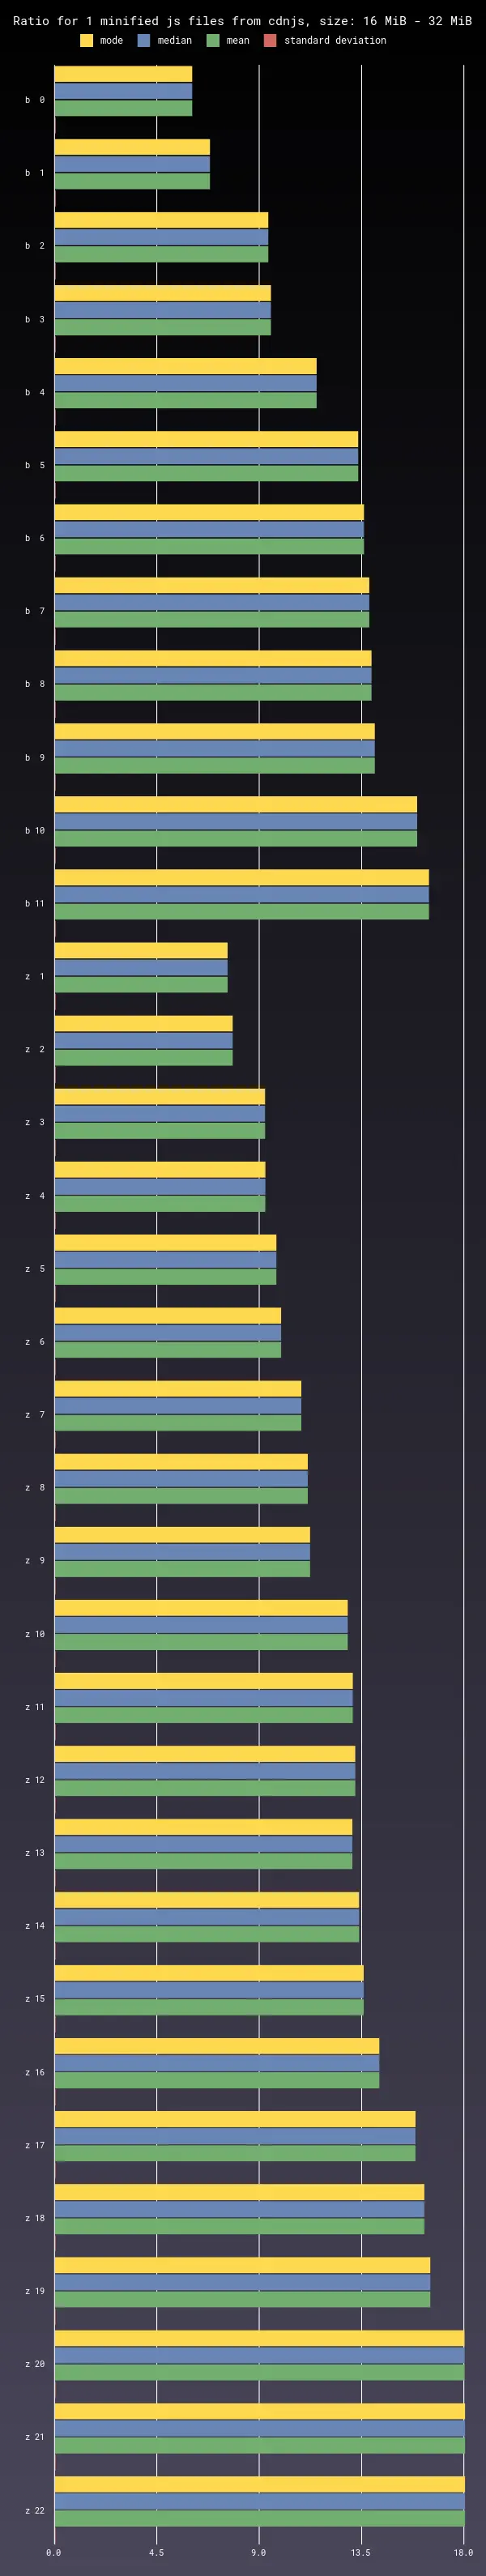 Ratio for 1 minified js files from cdnjs, size: 16 MiB - 32 MiB
mode median mean standard deviation
b 0
b 1
b 2
b 3
b 4
b 5
b 6
b 7
b 8
b 9
b 10
b 11
z 1
z 2
z 3
z 4
z 5
z 6
z 7
z 8
z 9
z 10
z 11
z 12
z 13
z 14
z 15
z 16
z 17
z 18
z 19
z 20
z 21
z 22
0.0 4.5 9.0 13.5 18.0